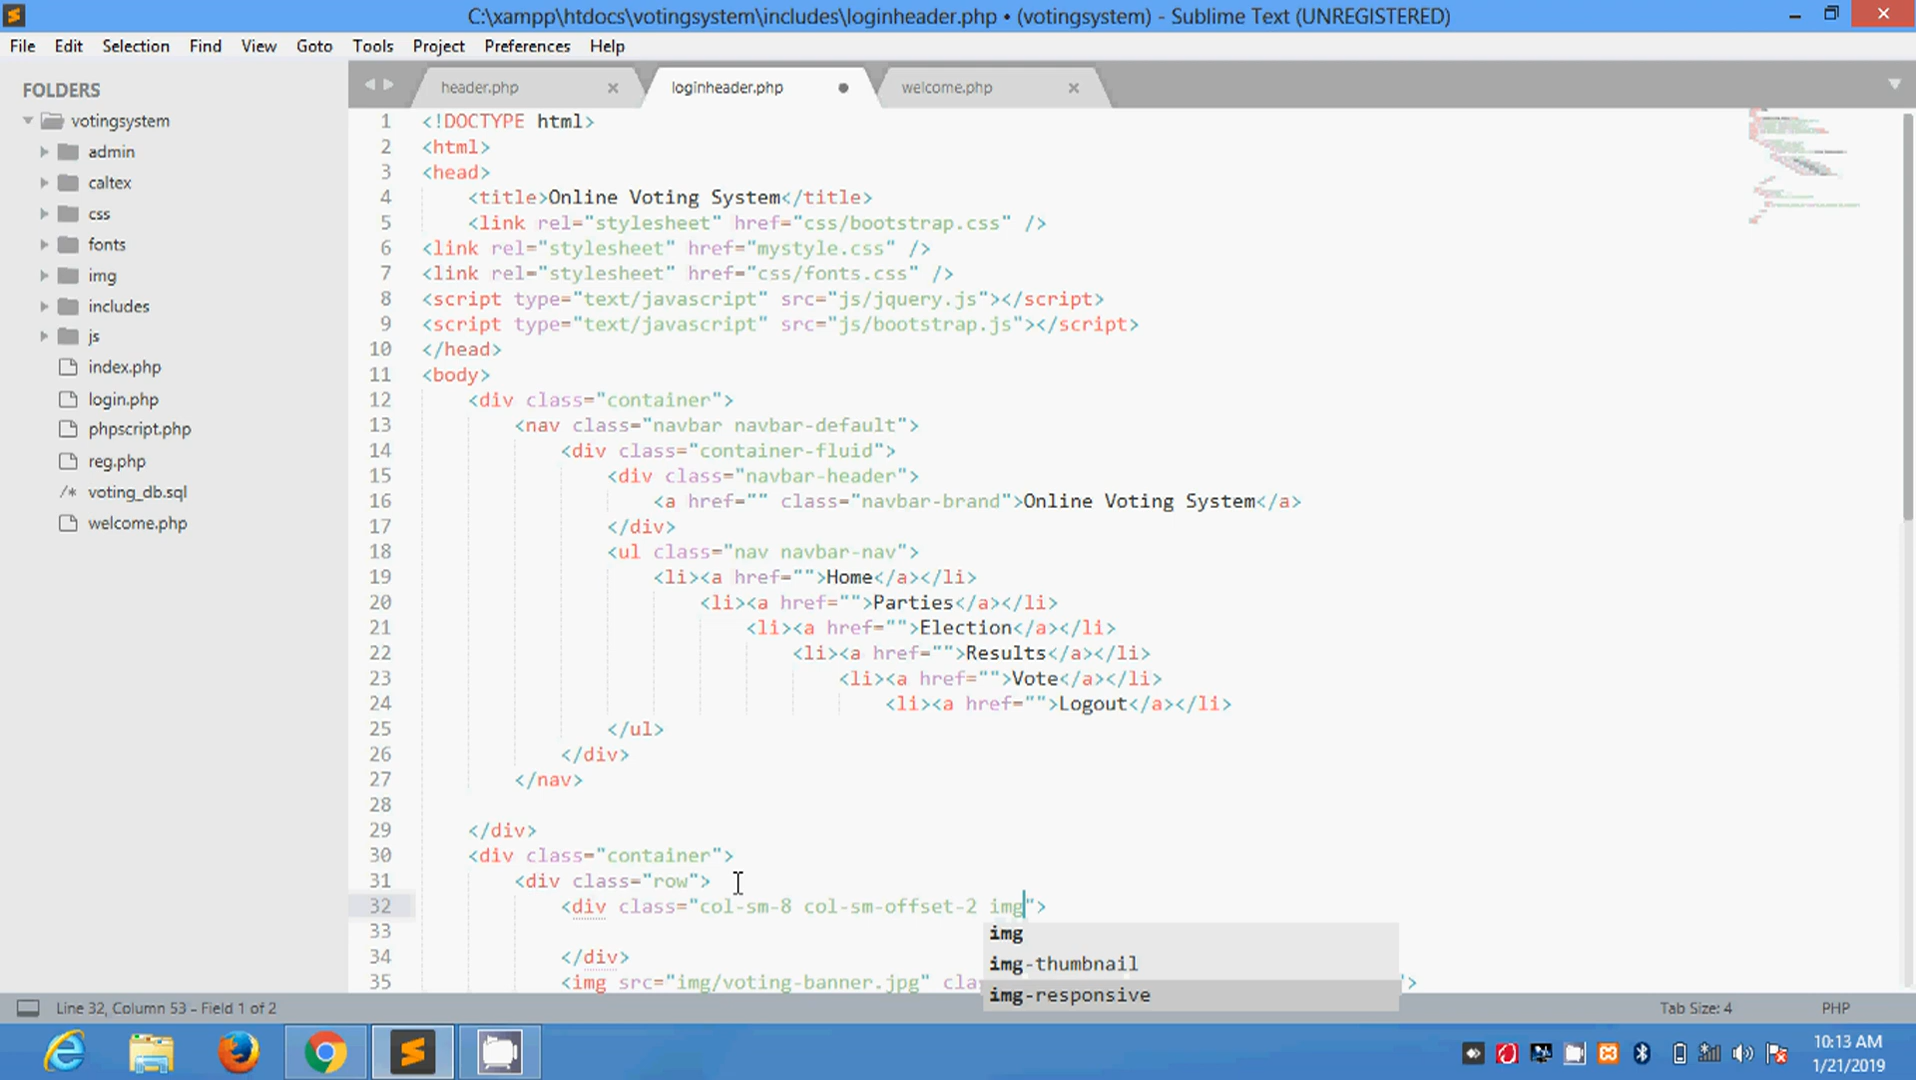 C:\xampp\htdocs\votingsystem\includes\loginheader.php • (votingsystem) - Sublime Text (UNREGISTERED)
File Edit Selection Find View Goto Tools Project Preferences Help
FOLDERS
votingsystem
admin
caltex
css
fonts
img
includes
js
index.php
login.php
phpscript.php
reg.php
/* voting_db.sql
welcome.php
header.php loginheader.php welcome.php
1 <!DOCTYPE html>
2 <html>
3 <head>
4 <title>Online Voting System</title>
5 <link rel="stylesheet" href="css/bootstrap.css" />
6 <link rel="stylesheet" href="mystyle.css" />
7 <link rel="stylesheet" href="css/fonts.css" />
8 <script type="text/javascript" src="js/jquery.js"></script>
9 <script type="text/javascript" src="js/bootstrap.js"></script>
10 </head>
11 <body>
12 <div class="container">
13 <nav class="navbar navbar-default">
14 <div class="container-fluid">
15 <div class="navbar-header">
16 <a href="" class="navbar-brand">Online Voting System</a>
17 </div>
18 <ul class="nav navbar-nav">
19 <li><a href="">Home</a></li>
20 <li><a href="">Parties</a></li>
21 <li><a href="">Election</a></li>
22 <li><a href="">Results</a></li>
23 <li><a href="">Vote</a></li>
24 <li><a href="">Logout</a></li>
25 </ul>
26 </div>
27 </nav>
28
29 </div>
30 <div class="container">
31 <div class="row">
32 <div class="col-sm-8 col-sm-offset-2 img">
33
34 </div>
35 <img src="img/voting-banner.jpg" cla ">
img
img-thumbnail
img-responsive
Line 32, Column 53 - Field 1 of 2
Tab Size: 4 PHP
10:13 AM
1/21/2019